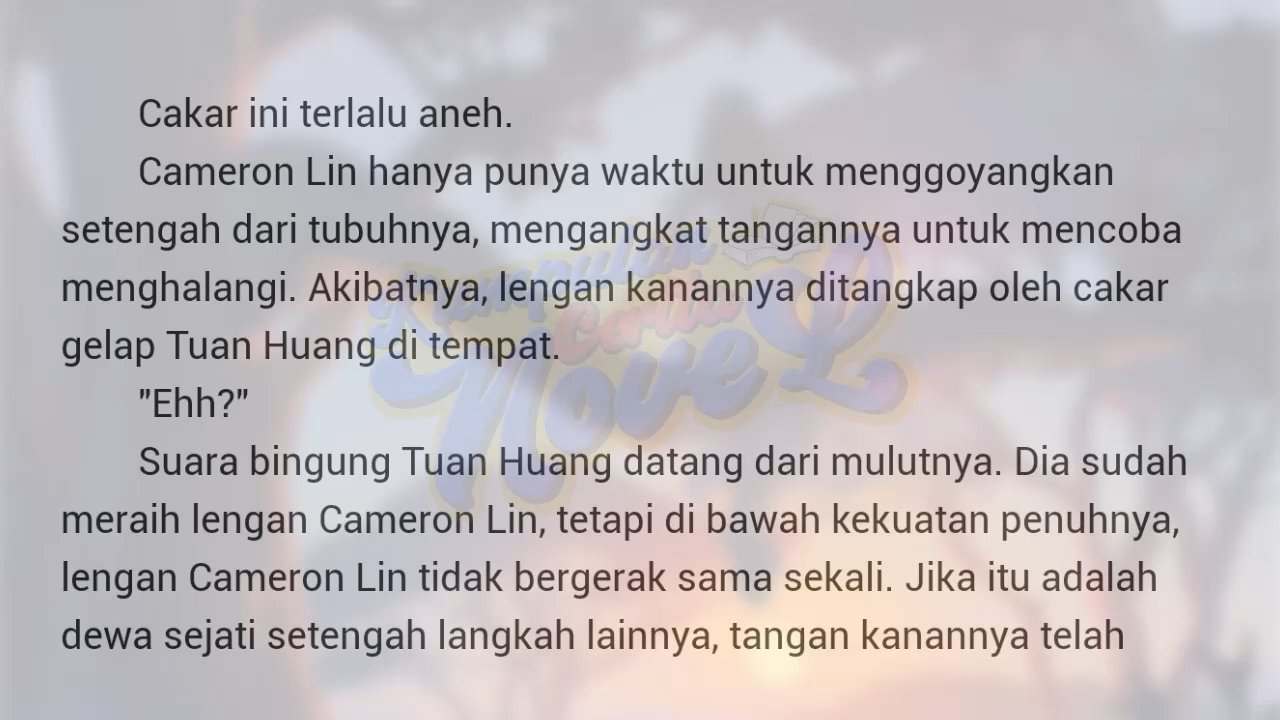 Cakar ini terlalu aneh.
Cameron Lin hanya punya waktu untuk menggoyangkan
setengah dari tubuhnya, mengangkat tangannya untuk mencoba
menghalangi. Akibatnya, lengan kanannya ditangkap oleh cakar
gelap Tuan Huang di tempat.
"Ehh?"
Suara bingung Tuan Huang datang dari mulutnya. Dia sudah
meraih lengan Cameron Lin, tetapi di bawah kekuatan penuhnya,
lengan Cameron Lin tidak bergerak sama sekali. Jika itu adalah
dewa sejati setengah langkah lainnya, tangan kanannya telah
Kumpulan
Cerita
Novel